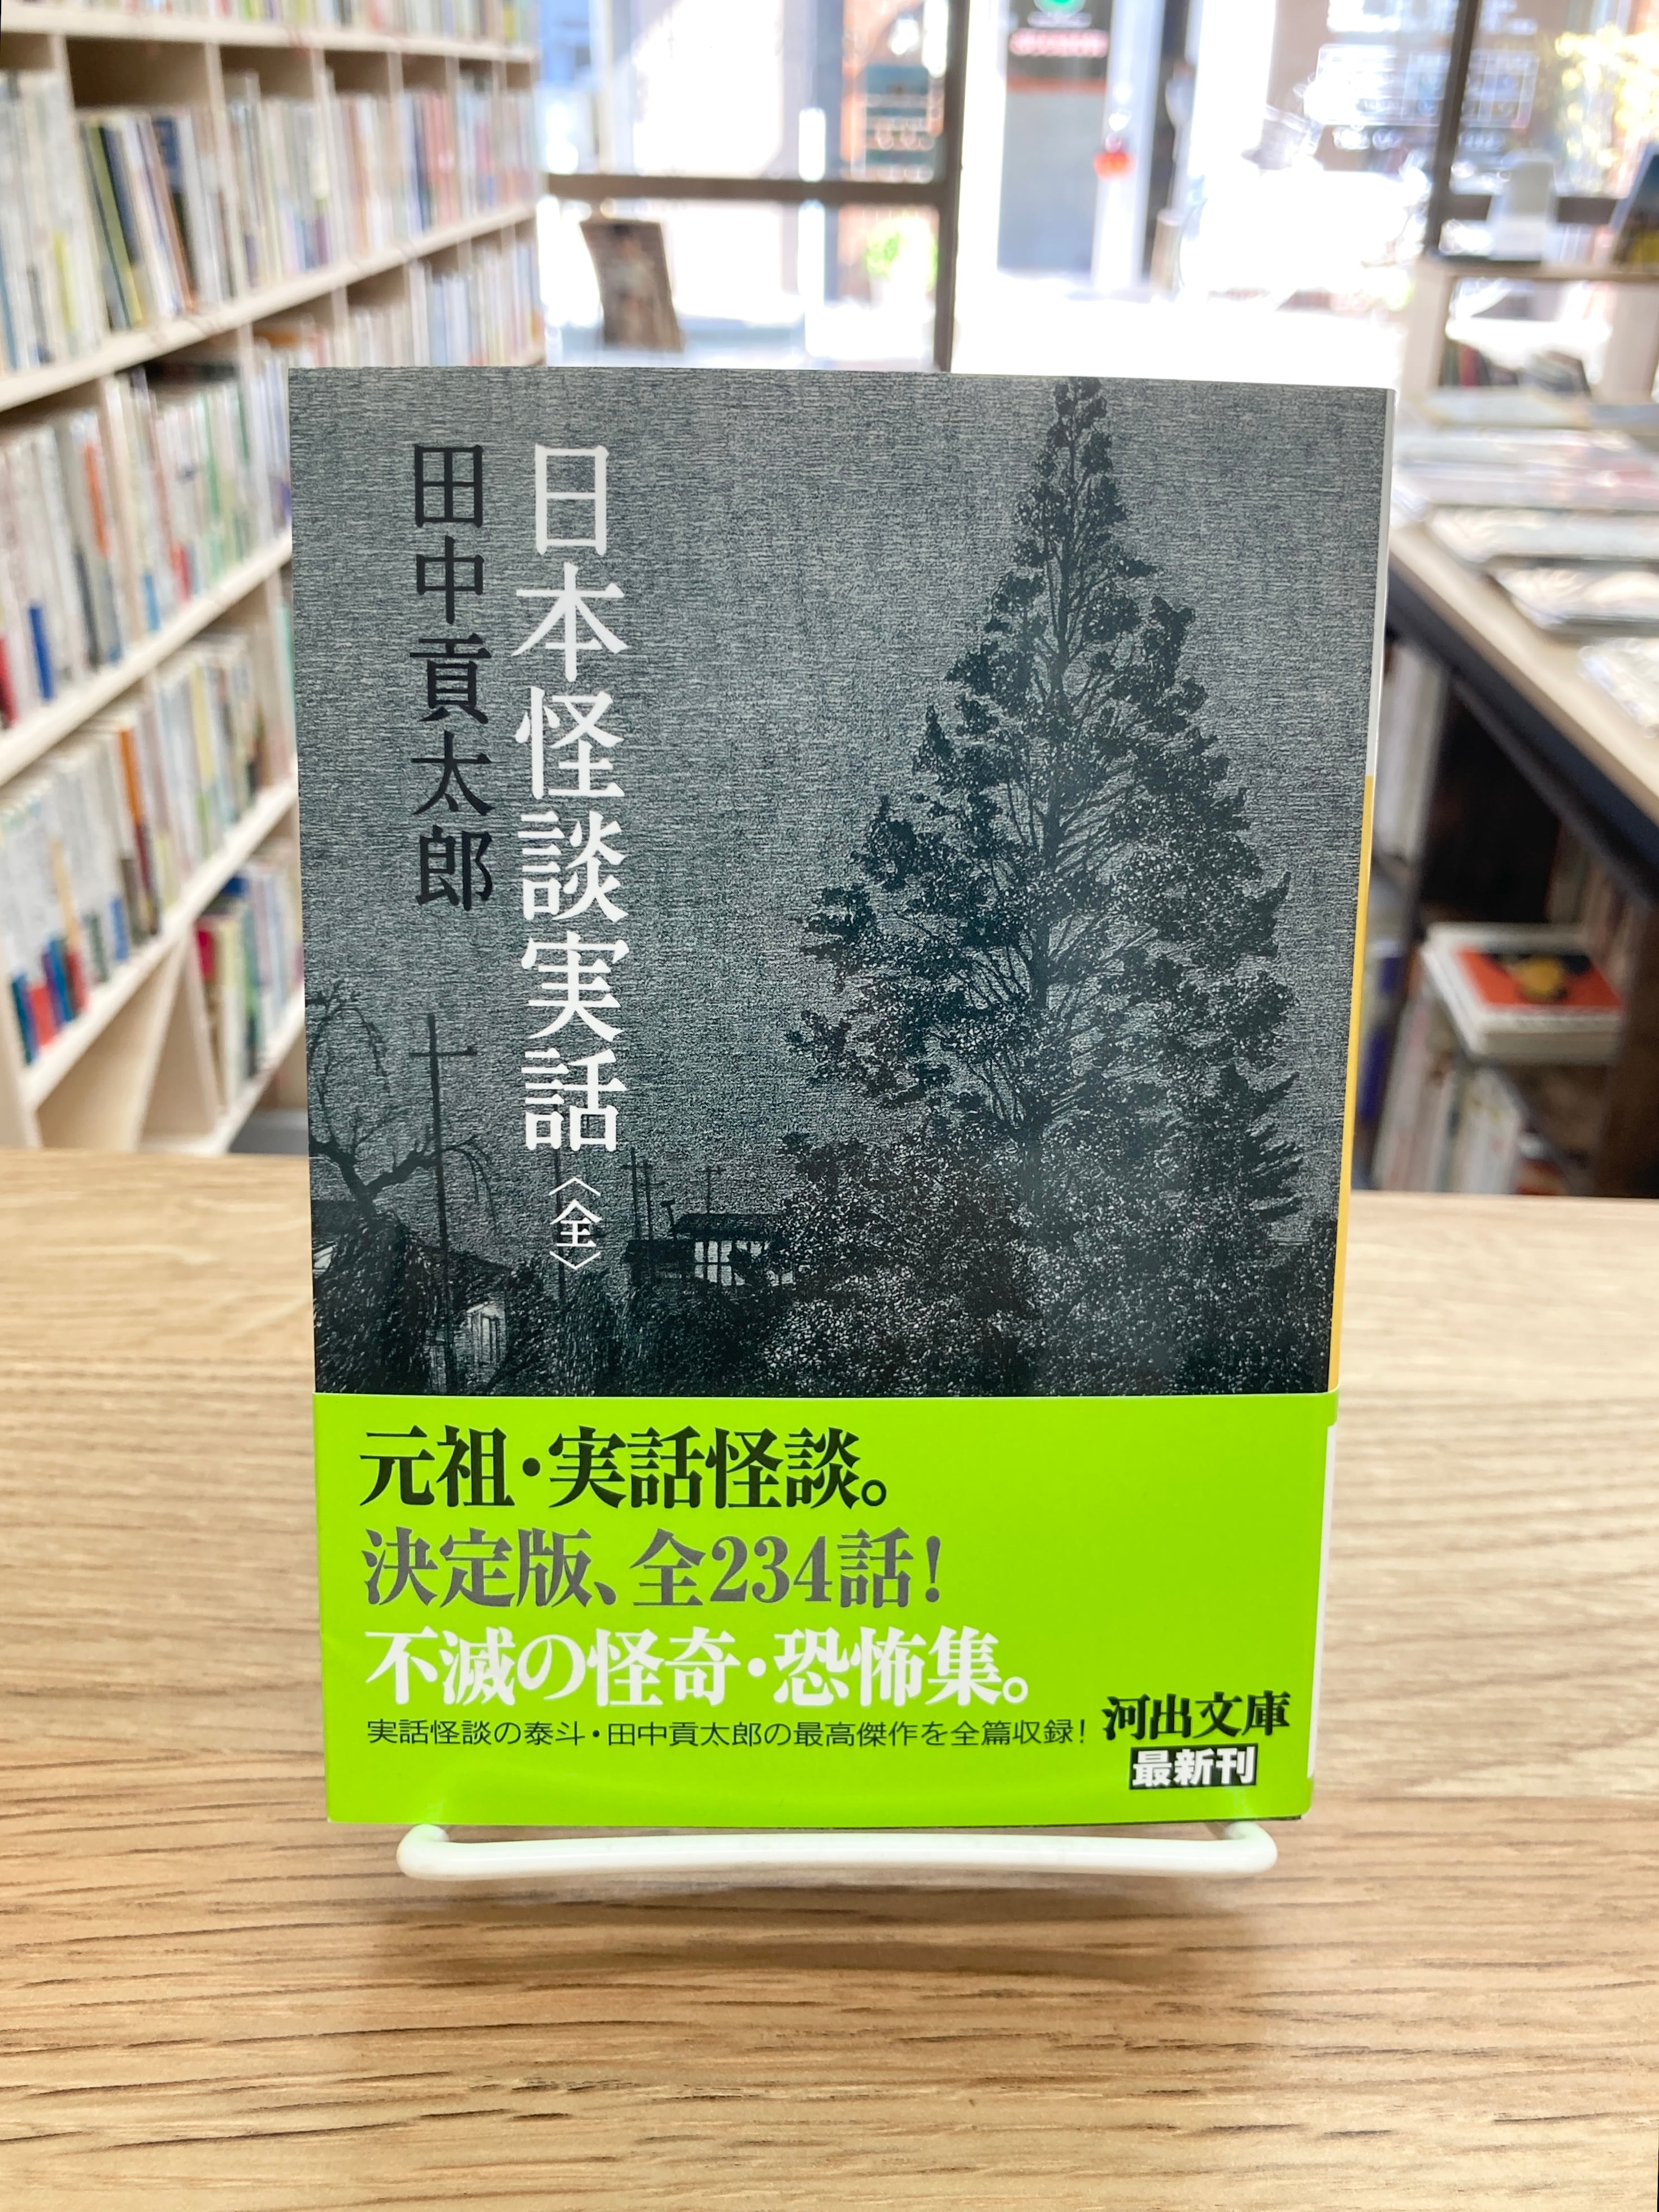 日本怪談実話〈全〉
田中貢太郎
元祖・実話怪談。
決定版、全234話!
不滅の怪奇・恐怖集。
実話怪談の泰斗・田中貢太郎の最高傑作を全篇収録!
河出文庫
最新刊